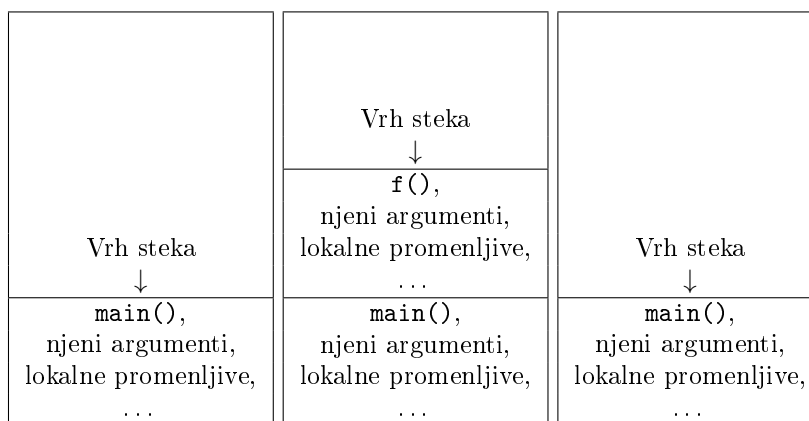 Vrh steka
↓
main(),
njeni argumenti,
lokalne promenljive,
...
Vrh steka
↓
f(),
njeni argumenti,
lokalne promenljive,
...
main(),
njeni argumenti,
lokalne promenljive,
...
Vrh steka
↓
main(),
njeni argumenti,
lokalne promenljive,
...